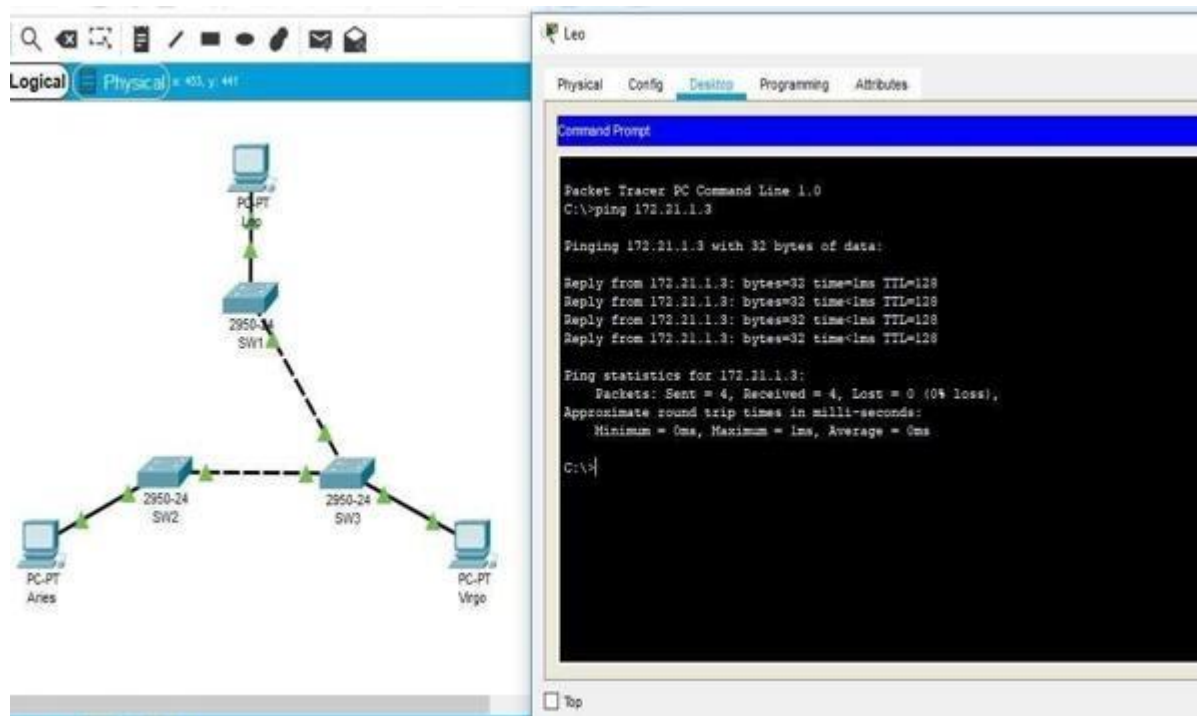 Logical
Physical
x: 453, y: 441
PC-PT
Leo
2950-24
SW1
2950-24
SW2
2950-24
SW3
PC-PT
Aries
PC-PT
Virgo
Leo
Physical Config Desktop Programming Attributes
Command Prompt
Packet Tracer PC Command Line 1.0
C:\>ping 172.21.1.3
Pinging 172.21.1.3 with 32 bytes of data:
Reply from 172.21.1.3: bytes=32 time=1ms TTL=128
Reply from 172.21.1.3: bytes=32 time<1ms TTL=128
Reply from 172.21.1.3: bytes=32 time<1ms TTL=128
Reply from 172.21.1.3: bytes=32 time<1ms TTL=128
Ping statistics for 172.21.1.3:
Packets: Sent = 4, Received = 4, Lost = 0 (0% loss),
Approximate round trip times in milli-seconds:
Minimum = 0ms, Maximum = 1ms, Average = 0ms
C:\>
Top